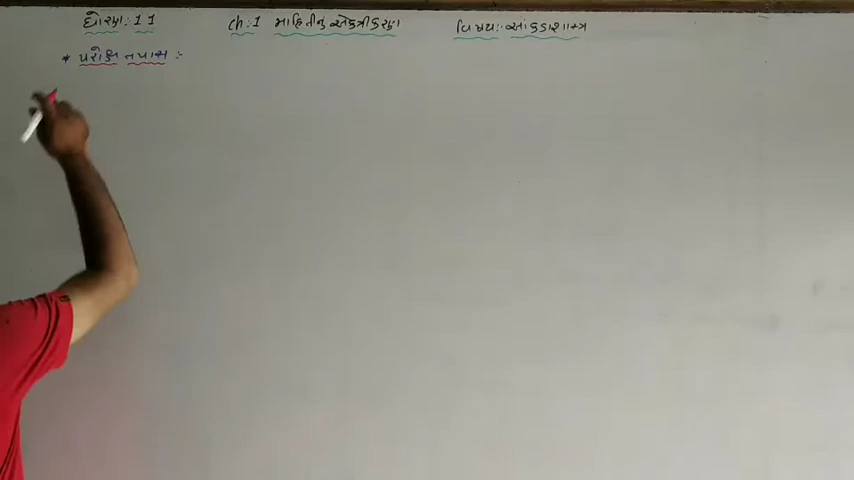 ધોરણ: 11 ch:1 માહિતીનું એકત્રીકરણ વિષય: આંકડાશાસ્ત્ર
* પરોક્ષ તપાસ :-